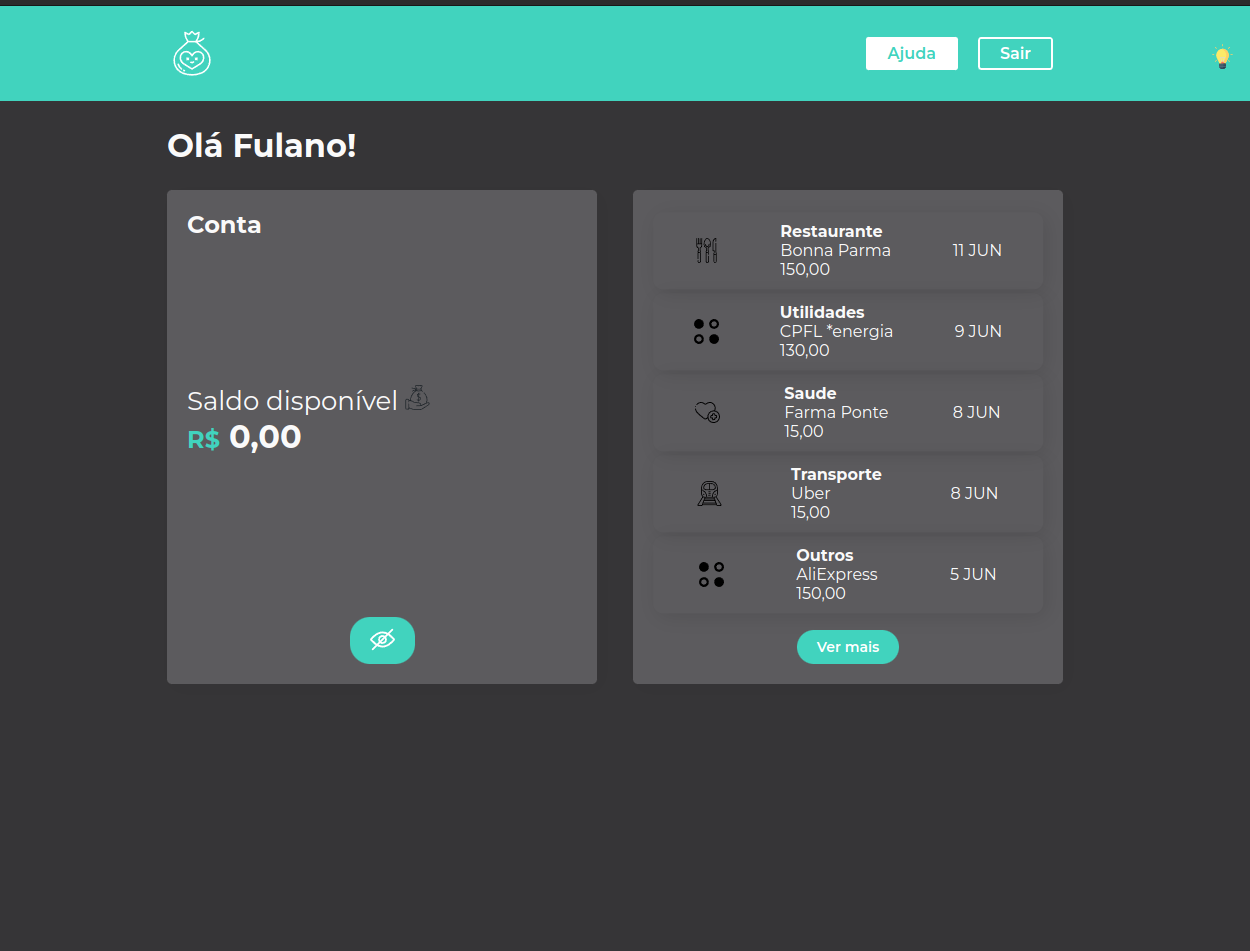 Ajuda
Sair
Olá Fulano!
Conta
Saldo disponível
R$ 0,00
Restaurante
Bonna Parma
150,00
11 JUN
Utilidades
CPFL *energia
130,00
9 JUN
Saude
Farma Ponte
15,00
8 JUN
Transporte
Uber
15,00
8 JUN
Outros
AliExpress
150,00
5 JUN
Ver mais